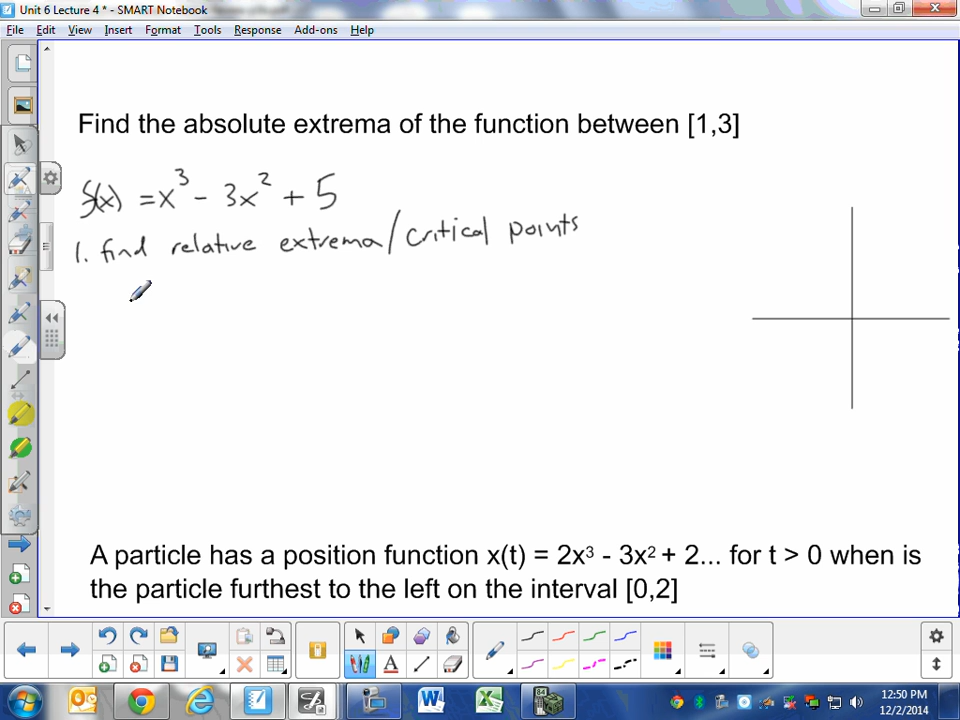 Unit 6 Lecture 4 * - SMART Notebook
File Edit View Insert Format Tools Response Add-ons Help
Find the absolute extrema of the function between [1,3]
f(x) = x³ - 3x² + 5
1. find relative extrema/critical points
A particle has a position function x(t) = 2x³ - 3x² + 2... for t > 0 when is
the particle furthest to the left on the interval [0,2]
12:50 PM
12/2/2014